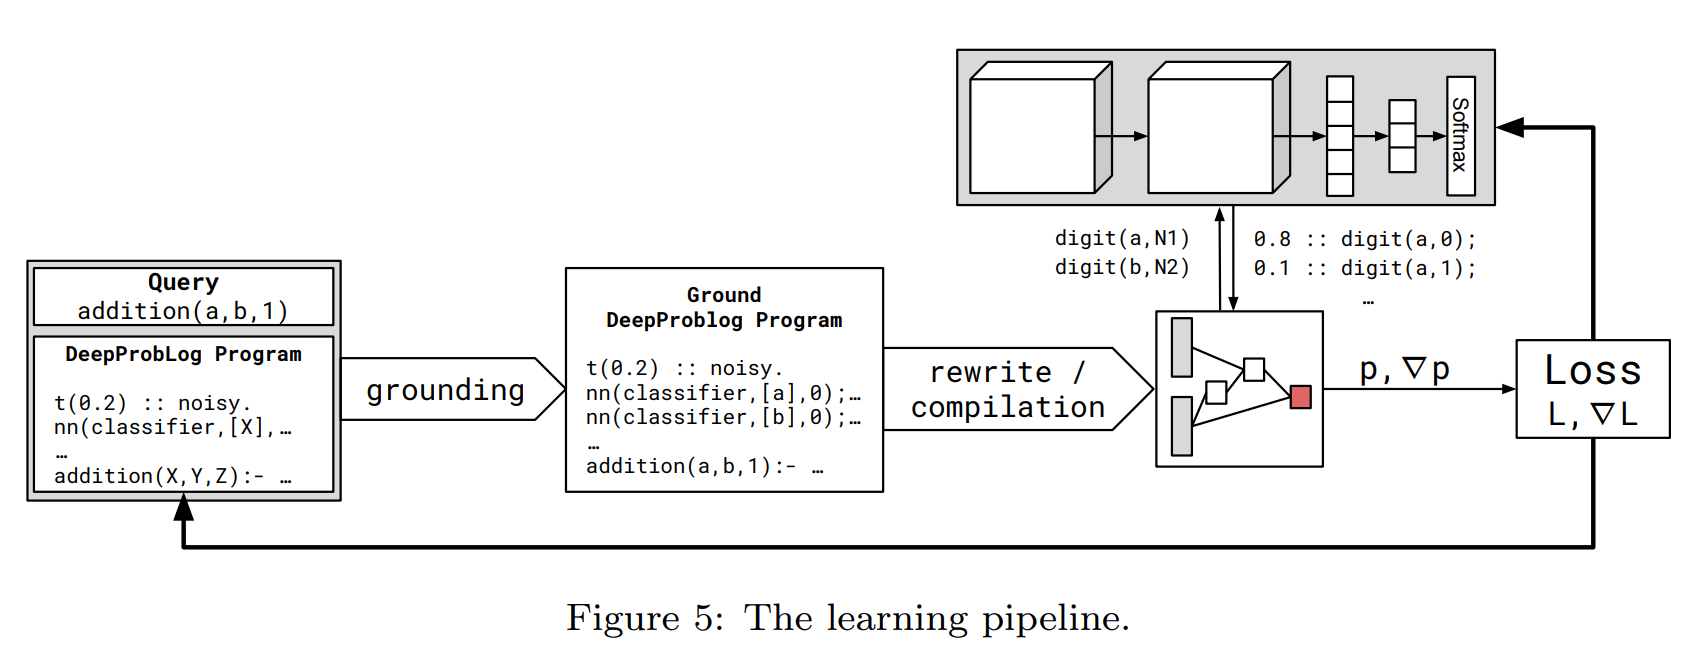 Query
addition(a,b,1)
DeepProbLog Program
t(0.2) :: noisy.
nn(classifier,[X],…
…
addition(X,Y,Z):- …
grounding
Ground
DeepProblog Program
t(0.2) :: noisy.
nn(classifier,[a],0);…
nn(classifier,[b],0);…
…
addition(a,b,1):- …
rewrite /
compilation
Softmax
digit(a,N1)
digit(b,N2)
0.8 :: digit(a,0);
0.1 :: digit(a,1);
…
p,▽p
Loss
L,▽L
Figure 5: The learning pipeline.